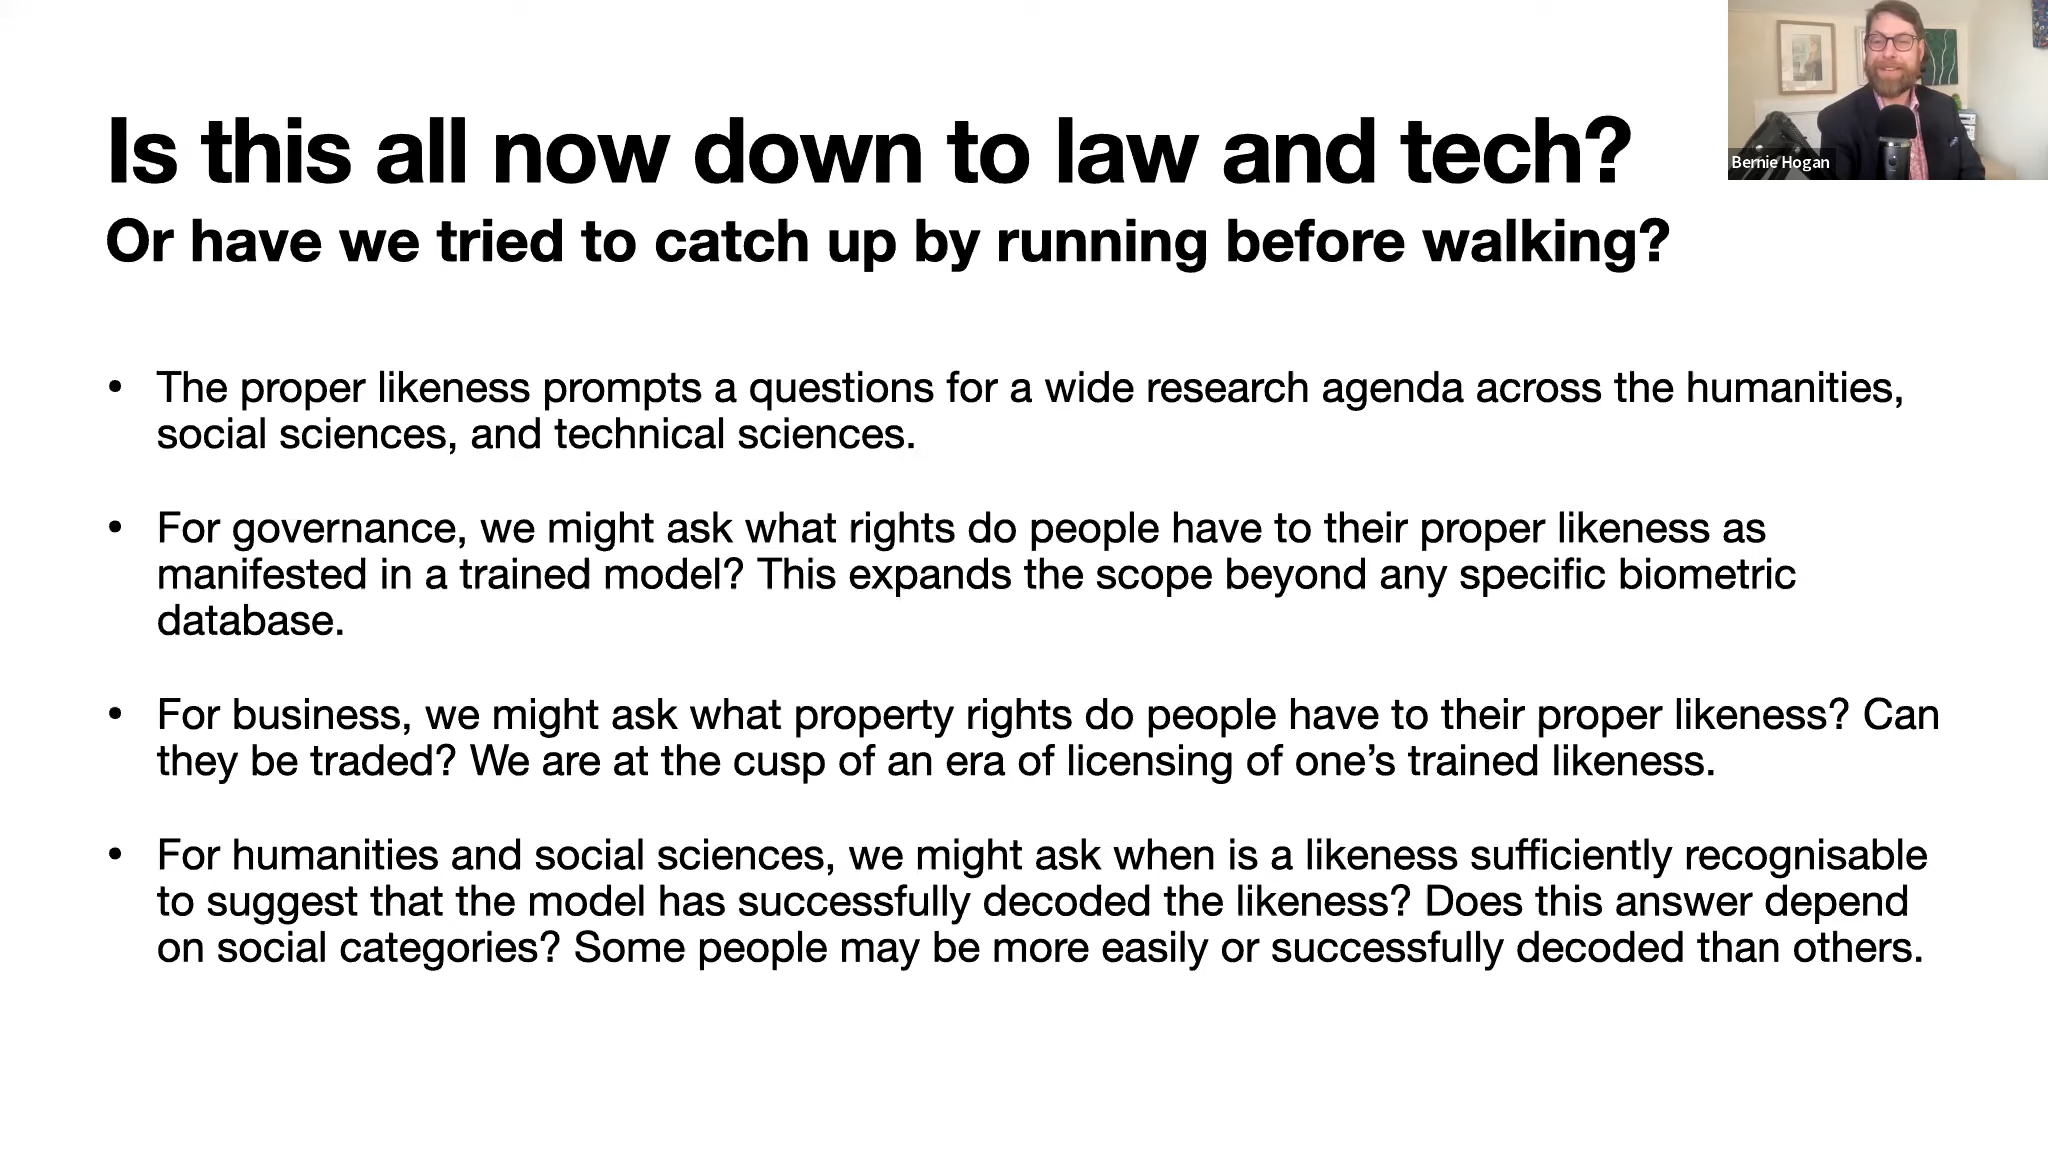 Is this all now down to law and tech?
Bernie Hogan
Or have we tried to catch up by running before walking?
• The proper likeness prompts a questions for a wide research agenda across the humanities,
social sciences, and technical sciences.
• For governance, we might ask what rights do people have to their proper likeness as
manifested in a trained model? This expands the scope beyond any specific biometric
database.
• For business, we might ask what property rights do people have to their proper likeness? Can
they be traded? We are at the cusp of an era of licensing of one’s trained likeness.
• For humanities and social sciences, we might ask when is a likeness sufficiently recognisable
to suggest that the model has successfully decoded the likeness? Does this answer depend
on social categories? Some people may be more easily or successfully decoded than others.